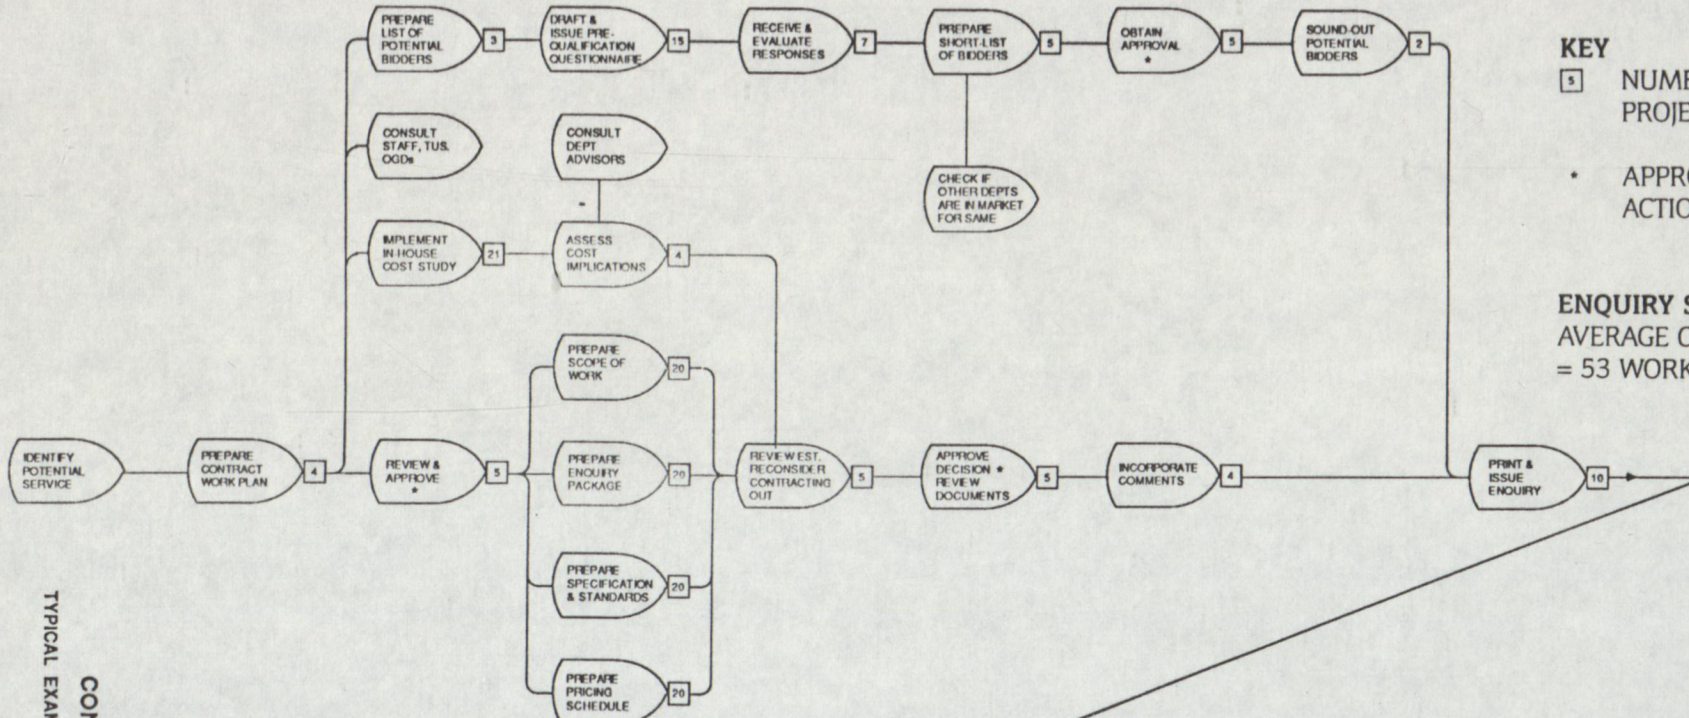 PREPARE
LIST OF
POTENTIAL
BIDDERS
3
DRAFT &
ISSUE PRE-
QUALIFICATION
QUESTIONNAIRE
15
RECEIVE &
EVALUATE
RESPONSES
7
PREPARE
SHORT-LIST
OF BIDDERS
5
OBTAIN
APPROVAL
*
5
SOUND-OUT
POTENTIAL
BIDDERS
2
CONSULT
STAFF, TUS.
OGDs
CONSULT
DEPT
ADVISORS
CHECK IF
OTHER DEPTS
ARE IN MARKET
FOR SAME
IMPLEMENT
IN-HOUSE
COST STUDY
21
ASSESS
COST
IMPLICATIONS
4
PREPARE
SCOPE OF
WORK
20
IDENTIFY
POTENTIAL
SERVICE
PREPARE
CONTRACT
WORK PLAN
4
REVIEW &
APPROVE
*
5
PREPARE
ENQUIRY
PACKAGE
20
REVIEW EST.
RECONSIDER
CONTRACTING
OUT
5
APPROVE
DECISION *
REVIEW
DOCUMENTS
5
INCORPORATE
COMMENTS
4
PRINT &
ISSUE
ENQUIRY
10
PREPARE
SPECIFICATION
& STANDARDS
20
PREPARE
PRICING
SCHEDULE
20
KEY
5 NUMB
PROJE
* APPRO
ACTIO
ENQUIRY S
AVERAGE O
= 53 WORK
CON
TYPICAL EXAM